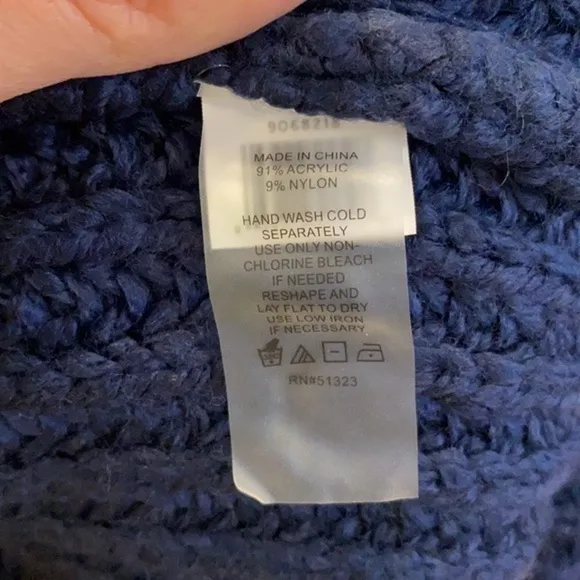 MADE IN CHINA
91% ACRYLIC
9% NYLON
HAND WASH COLD
SEPARATELY
USE ONLY NON-
CHLORINE BLEACH
IF NEEDED
RESHAPE AND
LAY FLAT TO DRY
USE LOW IRON
IF NECESSARY
RN#51323